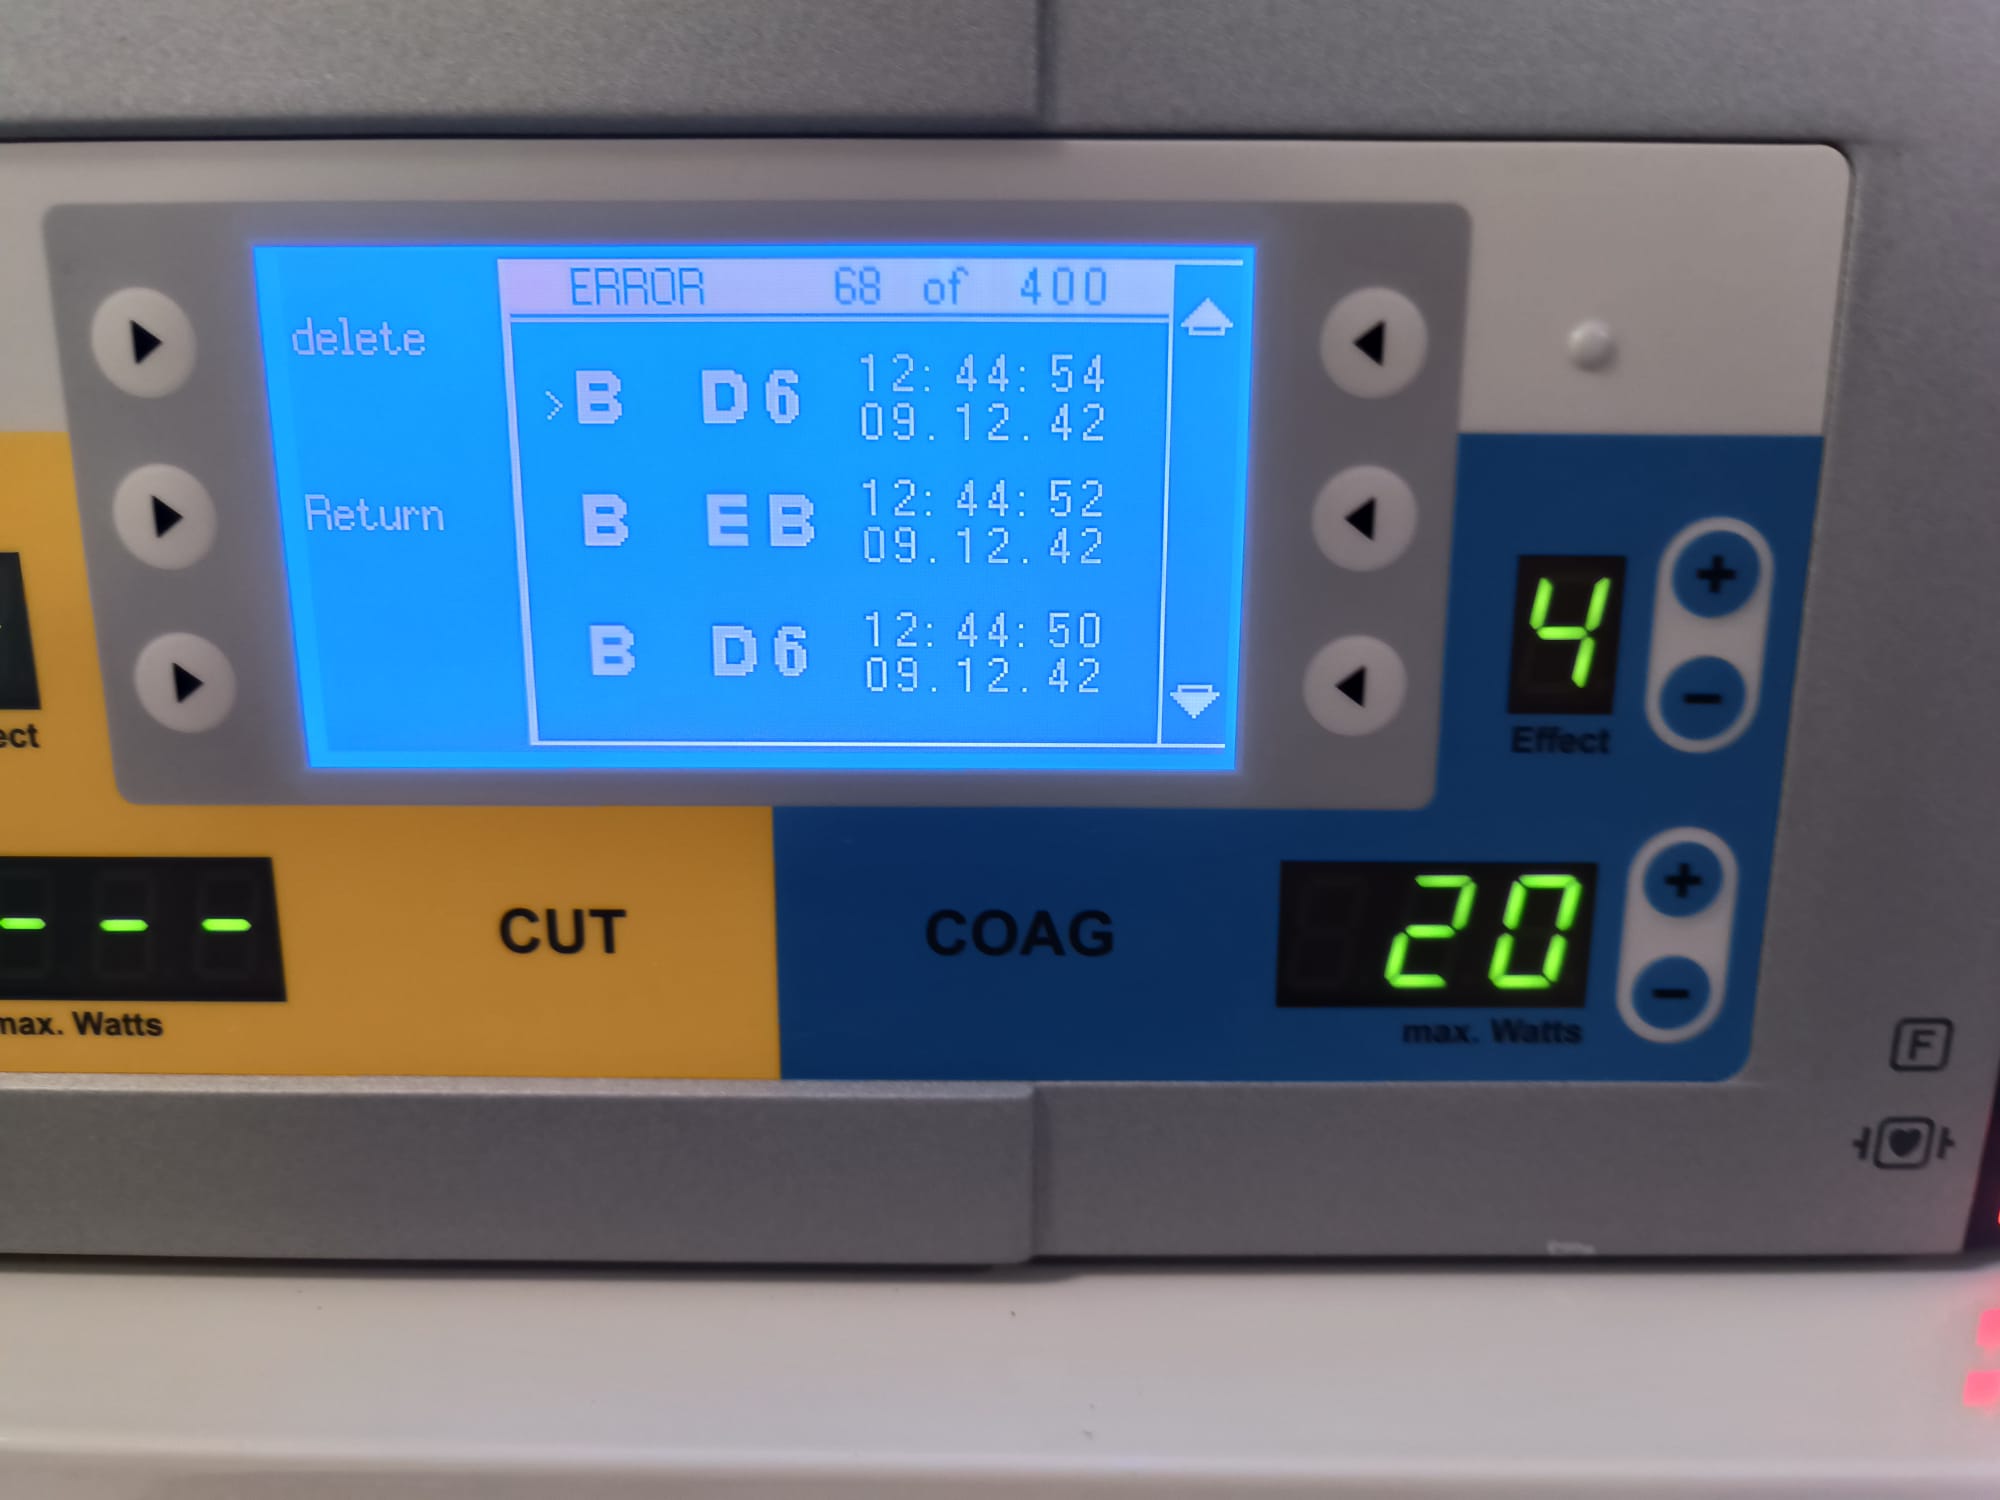 ERROR 68 of 400
delete
>B D6 12:44:54
09.12.42
Return
B EB 12:44:52
09.12.42
B D6 12:44:50
09.12.42
4
Effect
ect
CUT
COAG
20
---
max. Watts
max. Watts
F